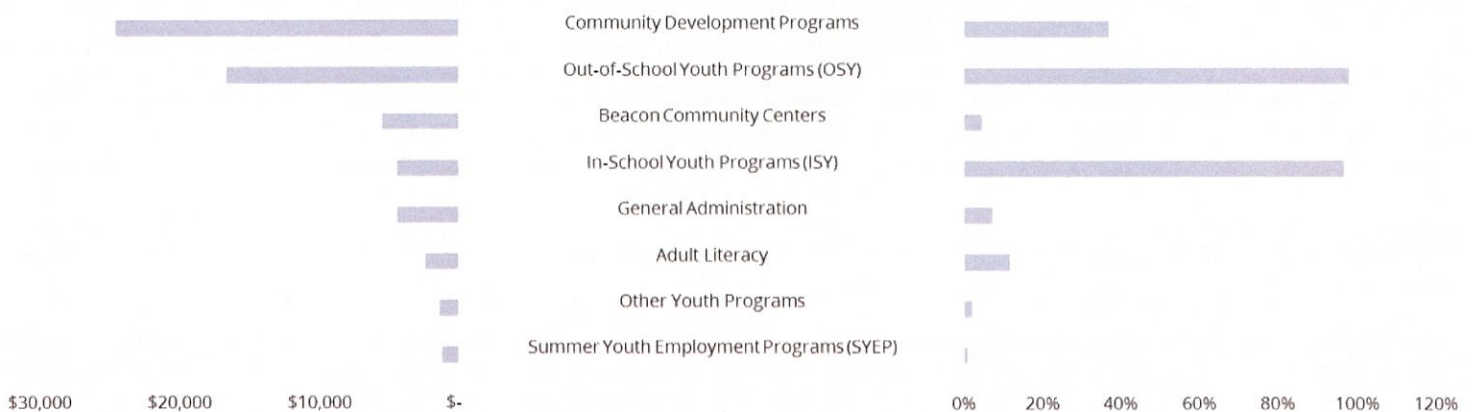 Community Development Programs
Out-of-School Youth Programs (OSY)
Beacon Community Centers
In-School Youth Programs (ISY)
General Administration
Adult Literacy
Other Youth Programs
Summer Youth Employment Programs (SYEP)
$30,000 $20,000 $10,000 $-
0% 20% 40% 60% 80% 100% 120%